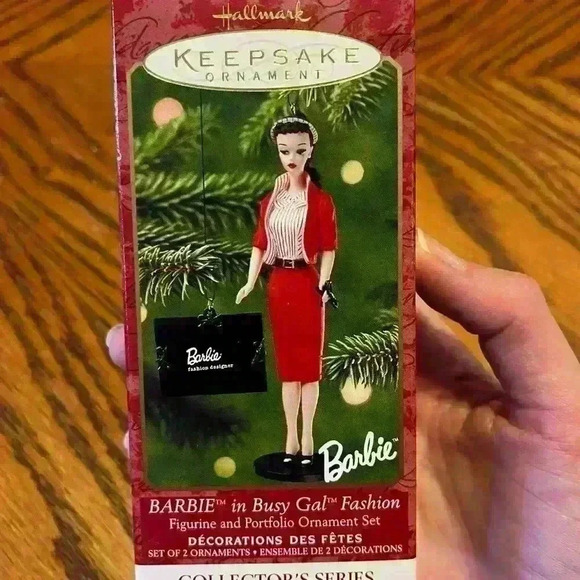 Hallmark
KEEPSAKE
ORNAMENT
Barbie
fashion designer
Barbie™
BARBIE™ in Busy Gal™ Fashion
Figurine and Portfolio Ornament Set
DÉCORATIONS DES FÊTES
SET OF 2 ORNAMENTS • ENSEMBLE DE 2 DÉCORATIONS
COLLECTOR'S SERIES